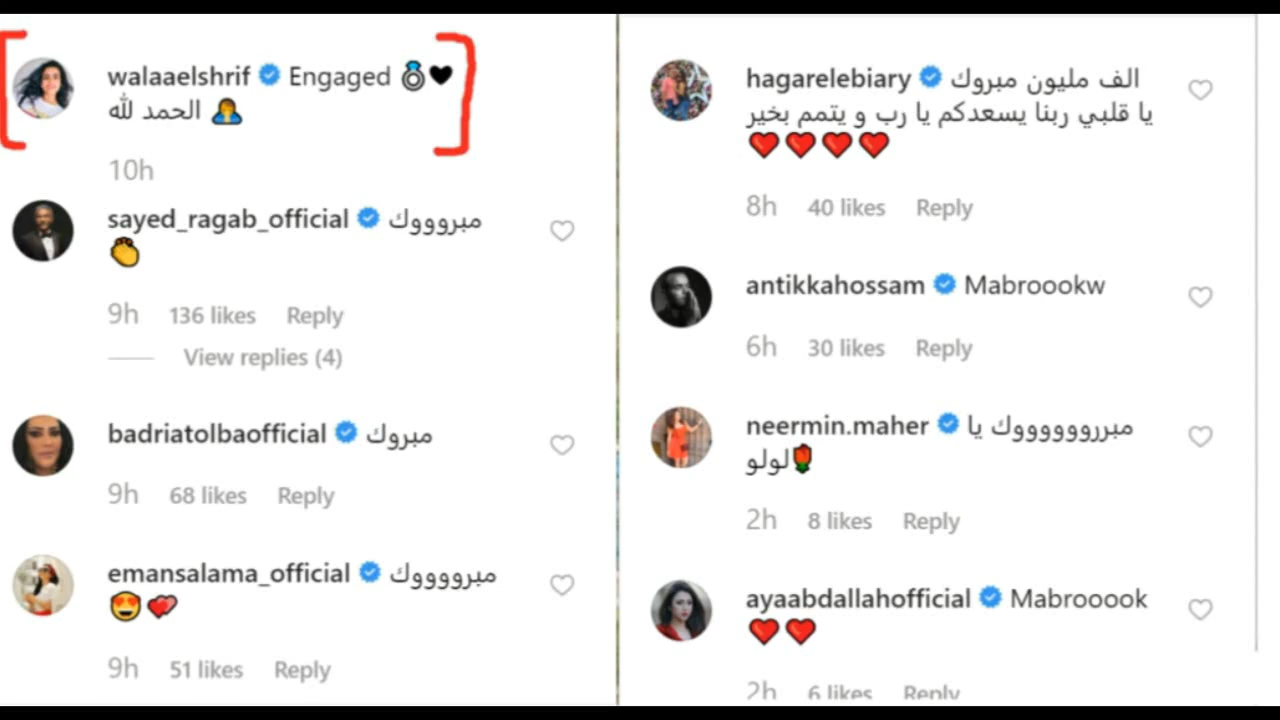 walaaelshrif Engaged 💍🖤
الحمد لله 🤦‍♂️
10h
sayed_ragab_official مبروووك
👏
9h 136 likes Reply
View replies (4)
badriatolbaofficial مبروك
9h 68 likes Reply
emansalama_official مبرووووك
😍💕
9h 51 likes Reply
hagarelebiary الف مليون مبروك
يا قلبي ربنا يسعدكم يا رب و يتمم بخير
❤️❤️❤️❤️
8h 40 likes Reply
antikkahossam Mabroookw
6h 30 likes Reply
neermin.maher مبررووووووك يا
لولو🌹
2h 8 likes Reply
ayaabdallahofficial Mabrooook
❤️❤️
2h 6 likes Reply